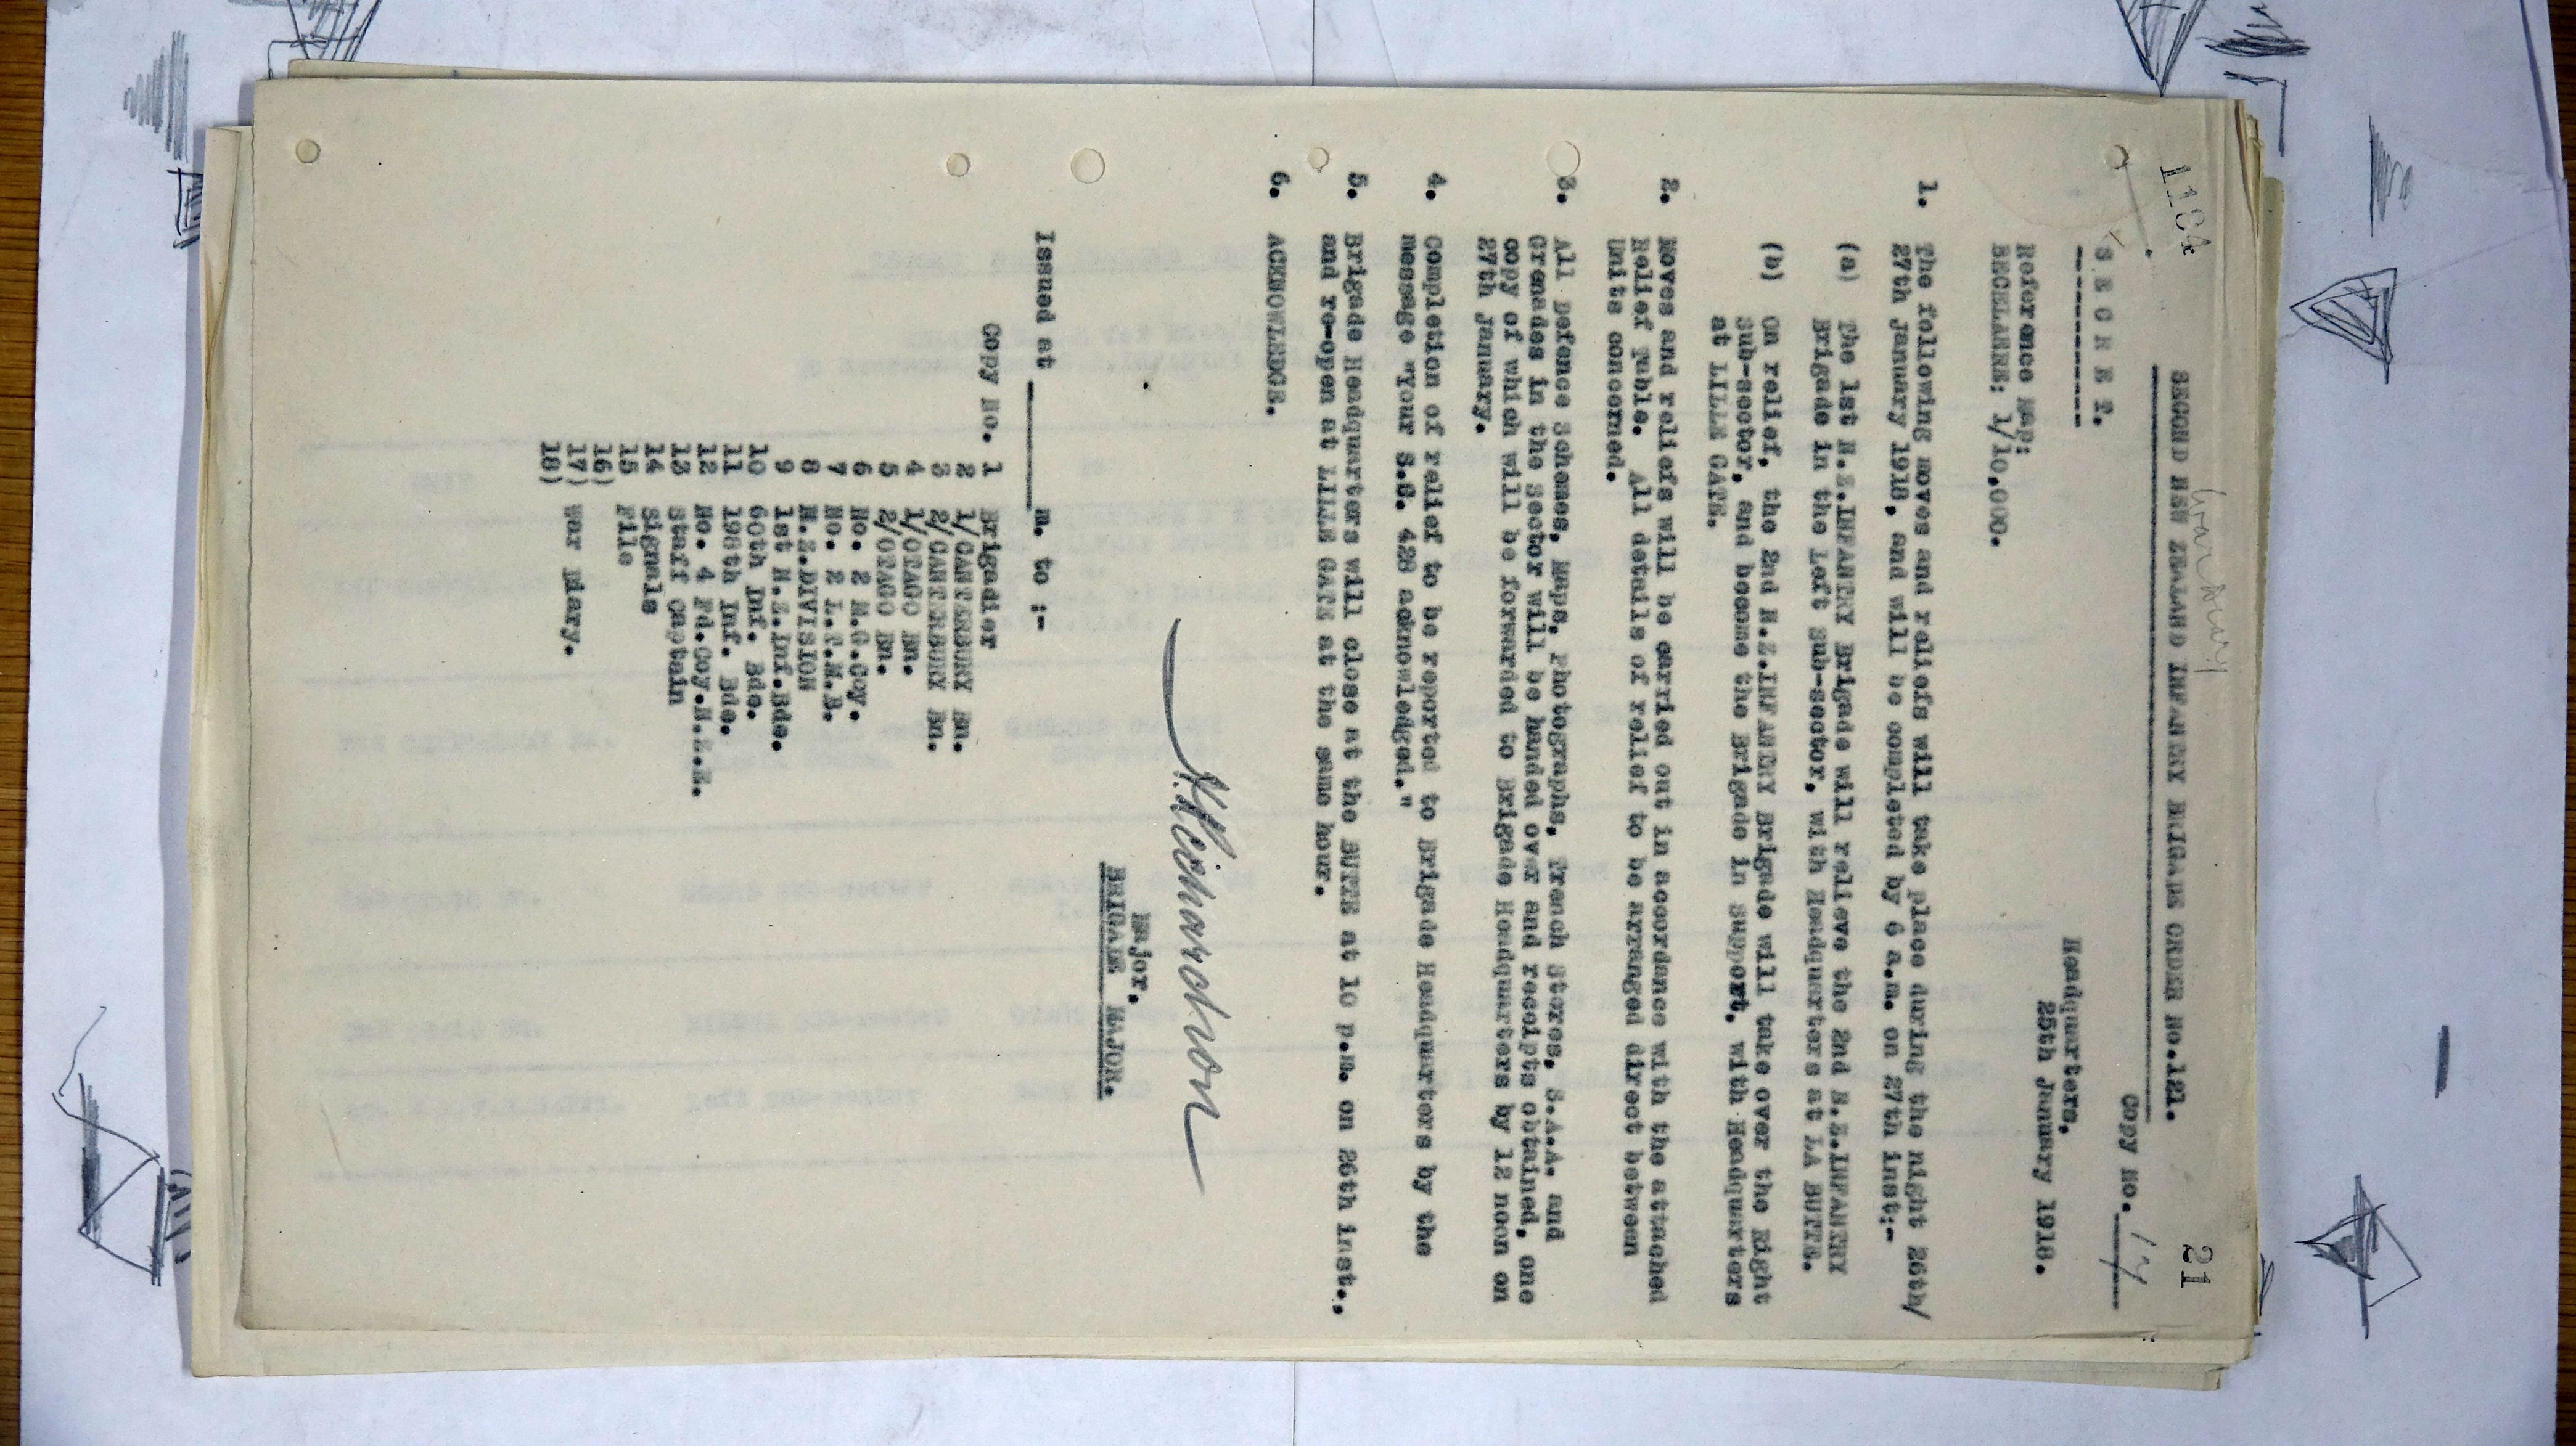 1184
War Diary
21
SECOND NEW ZEALAND INFANTRY BRIGADE ORDER No.121.
Copy No. 17
S E C R E T.
Headquarters,
25th January 1918.
Reference Map:
BECELAERE: 1/10,000.
1. The following moves and reliefs will take place during the night 26th/
27th January 1918, and will be completed by 6 a.m. on 27th inst:-
(a) The 1st N.Z.INFANTRY Brigade will relieve the 2nd N.Z.INFANTRY
Brigade in the Left Sub-sector, with Headquarters at LA BUTTE.
(b) On relief, the 2nd N.Z.INFANTRY Brigade will take over the Right
Sub-sector, and become the Brigade in Support, with Headquarters
at LILLE GATE.
2. Moves and reliefs will be carried out in accordance with the attached
Relief Table. All details of relief to be arranged direct between
Units concerned.
3. All Defence Schemes, Maps, Photographs, Trench Stores, S.A.A. and
Grenades in the Sector will be handed over and receipts obtained, one
copy of which will be forwarded to Brigade Headquarters by 12 noon on
27th January.
4. Completion of relief to be reported to Brigade Headquarters by the
message "Your S.C. 428 acknowledged."
5. Brigade Headquarters will close at the BUTTE at 10 p.m. on 26th inst.,
and re-open at LILLE GATE at the same hour.
6. ACKNOWLEDGE.
Major,
BRIGADE MAJOR.
Issued at m. to :-
Copy No. 1 Brigadier
2 1/CANTERBURY Bn.
3 2/CANTERBURY Bn.
4 1/OTAGO Bn.
5 2/OTAGO Bn.
6 No. 2 M.G.Coy.
7 No. 2 L.T.M.B.
8 N.Z.DIVISION
9 1st N.Z.Inf.Bde.
10 60th Inf. Bde.
11 198th Inf. Bde.
12 No. 4 Fd.Coy.N.Z.E.
13 Staff Captain
14 Signals
15 File
16)
17) War Diary.
18)